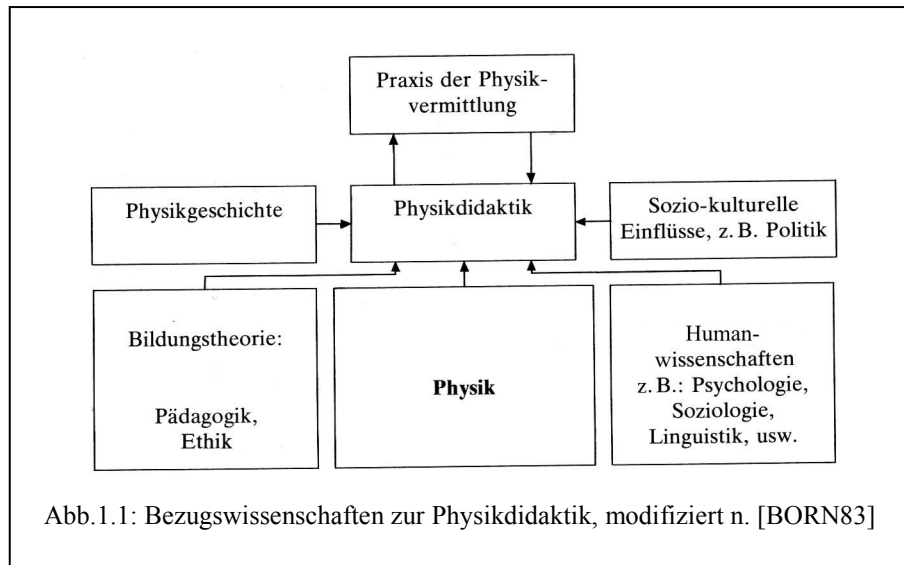 Praxis der Physik-
vermittlung
Physikgeschichte
Physikdidaktik
Sozio-kulturelle
Einflüsse, z. B. Politik
Bildungstheorie:
Pädagogik,
Ethik
Physik
Human-
wissenschaften
z. B.: Psychologie,
Soziologie,
Linguistik, usw.
Abb.1.1: Bezugswissenschaften zur Physikdidaktik, modifiziert n. [BORN83]